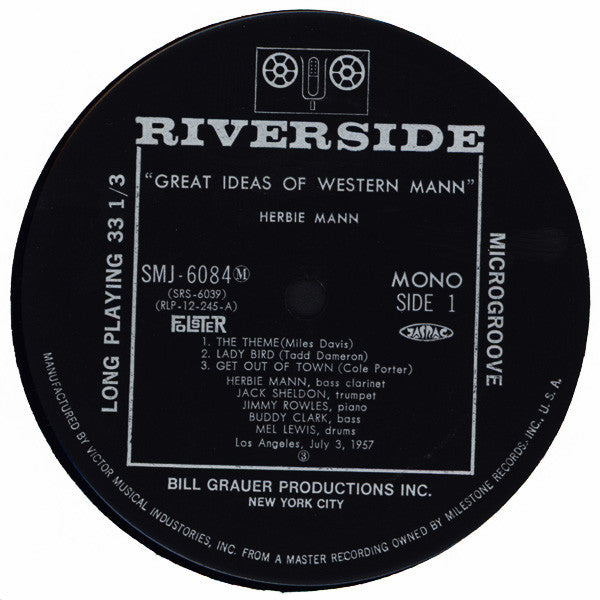 RIVERSIDE
"GREAT IDEAS OF WESTERN MANN"
HERBIE MANN
SMJ-6084 Ⓜ
(SRS-6039)
(RLP-12-245-A)
MONO
SIDE 1
FOLSTER
JASRAC
1. THE THEME (Miles Davis)
2. LADY BIRD (Tadd Dameron)
3. GET OUT OF TOWN (Cole Porter)
HERBIE MANN, bass clarinet
JACK SHELDON, trumpet
JIMMY ROWLES, piano
BUDDY CLARK, bass
MEL LEWIS, drums
Los Angeles, July 3, 1957
③
LONG PLAYING 33 1/3
MICROGROOVE
BILL GRAUER PRODUCTIONS INC.
NEW YORK CITY
MANUFACTURED BY VICTOR MUSICAL INDUSTRIES, INC. FROM A MASTER RECORDING OWNED BY MILESTONE RECORDS, INC. U.S.A.